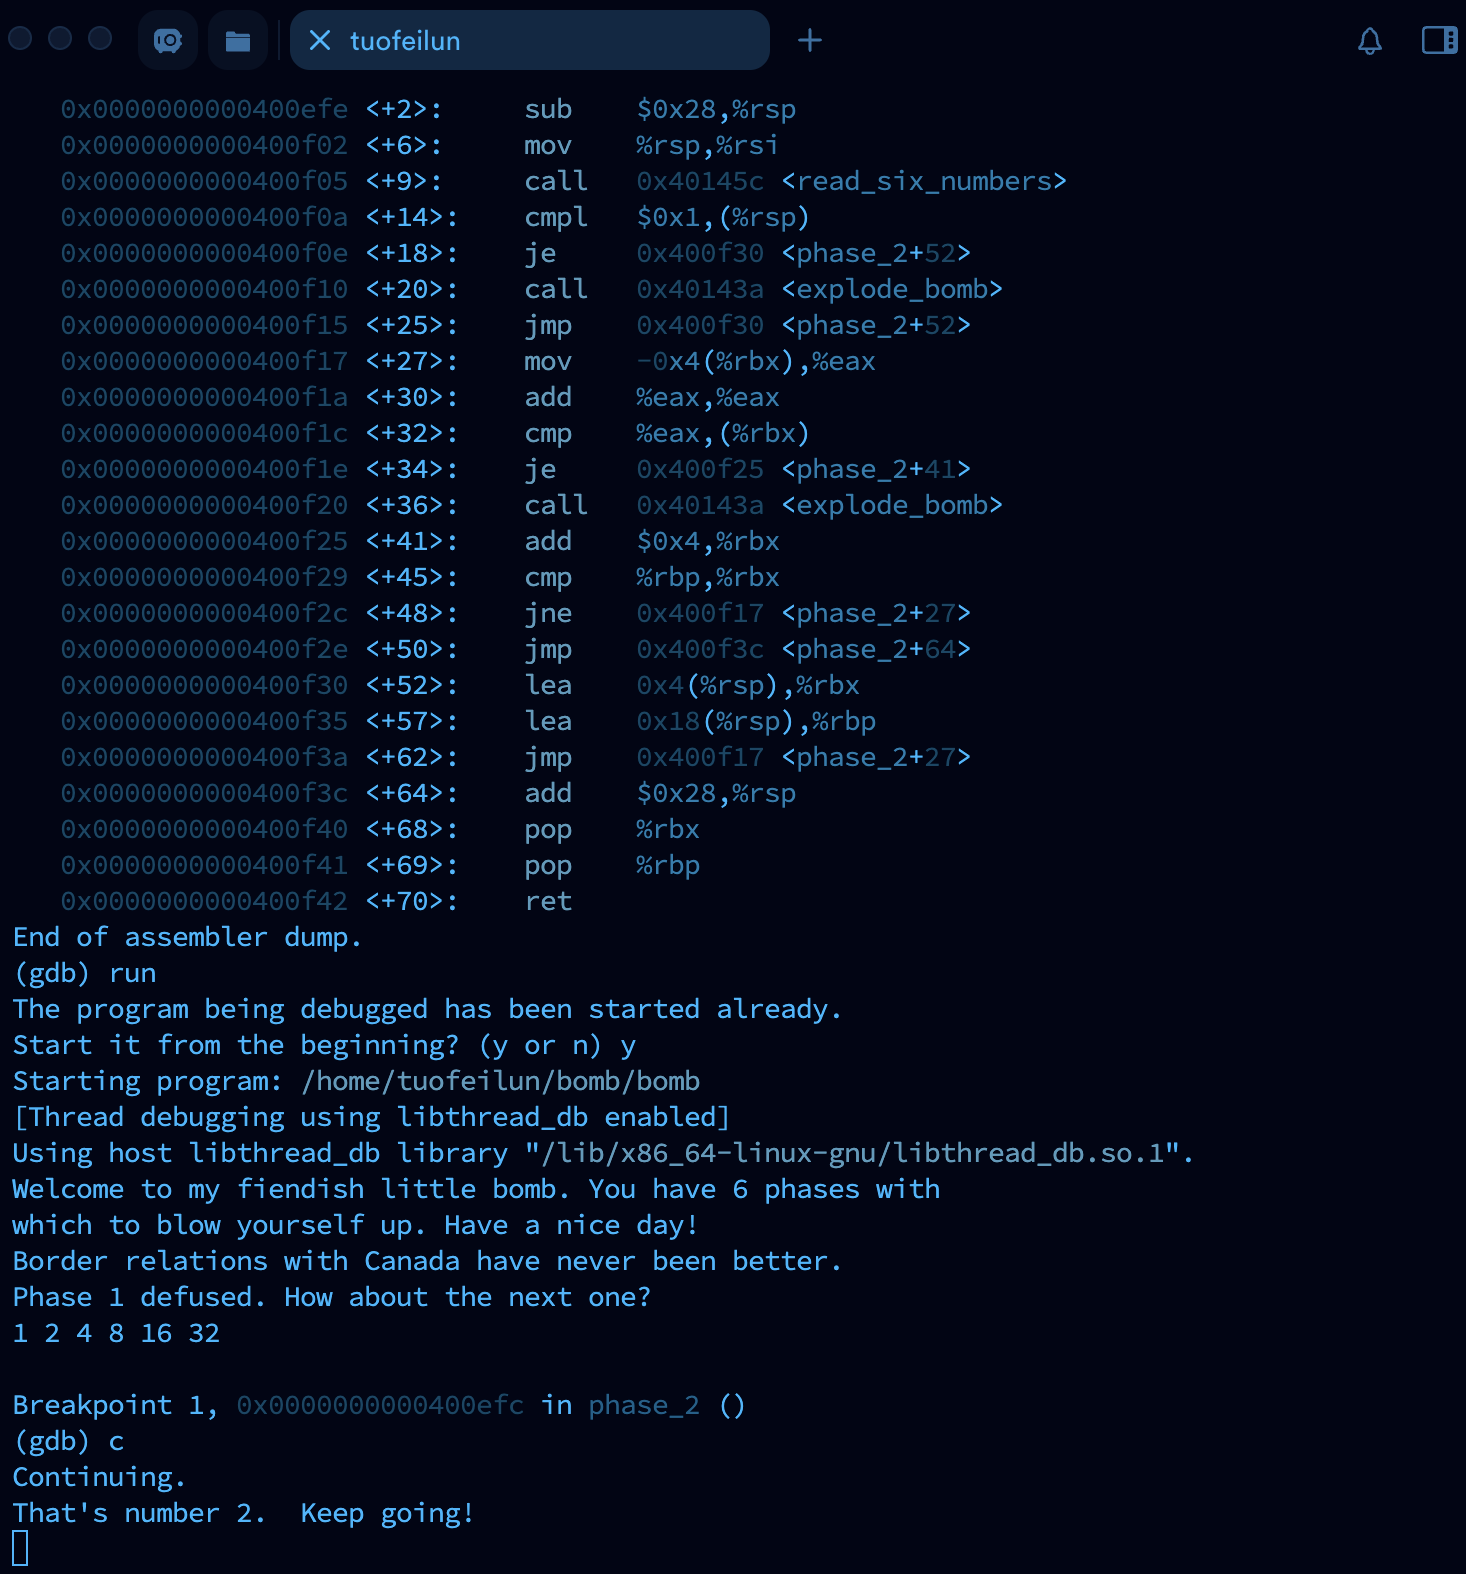 tuofeilun
0x0000000000400efe <+2>:     sub    $0x28,%rsp
0x0000000000400f02 <+6>:     mov    %rsp,%rsi
0x0000000000400f05 <+9>:     call   0x40145c <read_six_numbers>
0x0000000000400f0a <+14>:    cmpl   $0x1,(%rsp)
0x0000000000400f0e <+18>:    je     0x400f30 <phase_2+52>
0x0000000000400f10 <+20>:    call   0x40143a <explode_bomb>
0x0000000000400f15 <+25>:    jmp    0x400f30 <phase_2+52>
0x0000000000400f17 <+27>:    mov    -0x4(%rbx),%eax
0x0000000000400f1a <+30>:    add    %eax,%eax
0x0000000000400f1c <+32>:    cmp    %eax,(%rbx)
0x0000000000400f1e <+34>:    je     0x400f25 <phase_2+41>
0x0000000000400f20 <+36>:    call   0x40143a <explode_bomb>
0x0000000000400f25 <+41>:    add    $0x4,%rbx
0x0000000000400f29 <+45>:    cmp    %rbp,%rbx
0x0000000000400f2c <+48>:    jne    0x400f17 <phase_2+27>
0x0000000000400f2e <+50>:    jmp    0x400f3c <phase_2+64>
0x0000000000400f30 <+52>:    lea    0x4(%rsp),%rbx
0x0000000000400f35 <+57>:    lea    0x18(%rsp),%rbp
0x0000000000400f3a <+62>:    jmp    0x400f17 <phase_2+27>
0x0000000000400f3c <+64>:    add    $0x28,%rsp
0x0000000000400f40 <+68>:    pop    %rbx
0x0000000000400f41 <+69>:    pop    %rbp
0x0000000000400f42 <+70>:    ret
End of assembler dump.
(gdb) run
The program being debugged has been started already.
Start it from the beginning? (y or n) y
Starting program: /home/tuofeilun/bomb/bomb
[Thread debugging using libthread_db enabled]
Using host libthread_db library "/lib/x86_64-linux-gnu/libthread_db.so.1".
Welcome to my fiendish little bomb. You have 6 phases with
which to blow yourself up. Have a nice day!
Border relations with Canada have never been better.
Phase 1 defused. How about the next one?
1 2 4 8 16 32
Breakpoint 1, 0x0000000000400efc in phase_2 ()
(gdb) c
Continuing.
That's number 2.  Keep going!